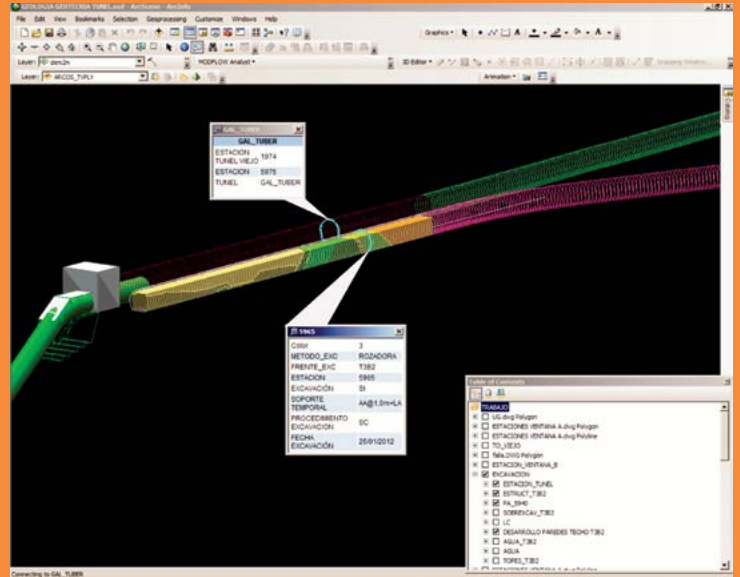 GEOLOGIA GEOTECNIA TUNEL.sxd - ArcScene - ArcInfo
File Edit View Bookmarks Selection Geoprocessing Customize Windows Help
Graphics
Layer: dem2m MODFLOW Analyst 3D Editor
Layer: ARCOS_TVPLY Animation
Catalog
GAL_TUBER
GAL_TUBER
ESTACION TUNEL VIEJO 1974
ESTACION 5975
TUNEL GAL_TUBER
5965
Color 3
METODO_EXC ROZADORA
FRENTE_EXC T3B2
ESTACION 5965
EXCAVACIÓN SI
SOPORTE TEMPORAL AA@1,0m+LA
PROCEDIMIENTO EXCAVACION SC
FECHA EXCAVACIÓN 25/01/2012
Table of Contents
TRABAJO
UG.dwg Polygon
ESTACIONES VENTANA A.dwg Polygon
ESTACIONES VENTANA A.dwg Polyline
TO_VIEJO
falla.DWG Polygon
ESTACION_VENTANA_B
EXCAVACION
ESTACION_TUNEL
ESTRUCT_T3B2
PA_5940
SOBREXCAV_T3B2
LC
DESARROLLO PAREDES TECHO T3B2
AGUA_T3B2
AGUA
TOPES_T3B2
Connecting to GAL_TUBER